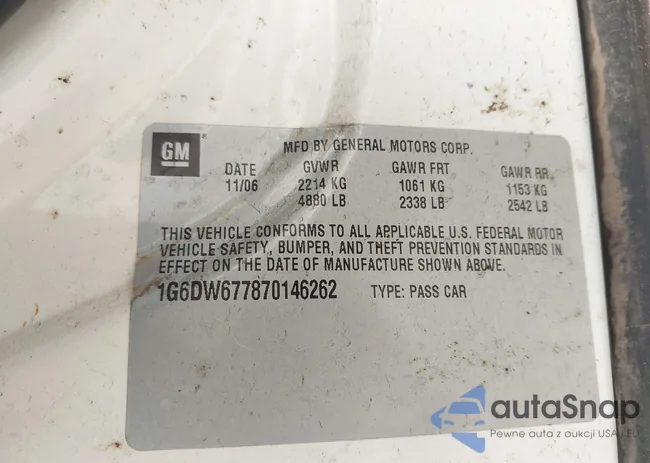 GM
MFD BY GENERAL MOTORS CORP.
DATE GVWR GAWR FRT GAWR RR
11/06 2214 KG 1061 KG 1153 KG
4880 LB 2338 LB 2542 LB
THIS VEHICLE CONFORMS TO ALL APPLICABLE U.S. FEDERAL MOTOR
VEHICLE SAFETY, BUMPER, AND THEFT PREVENTION STANDARDS IN
EFFECT ON THE DATE OF MANUFACTURE SHOWN ABOVE.
1G6DW677870146262 TYPE: PASS CAR
autaSnap
Pewne auta z aukcji USA i EU